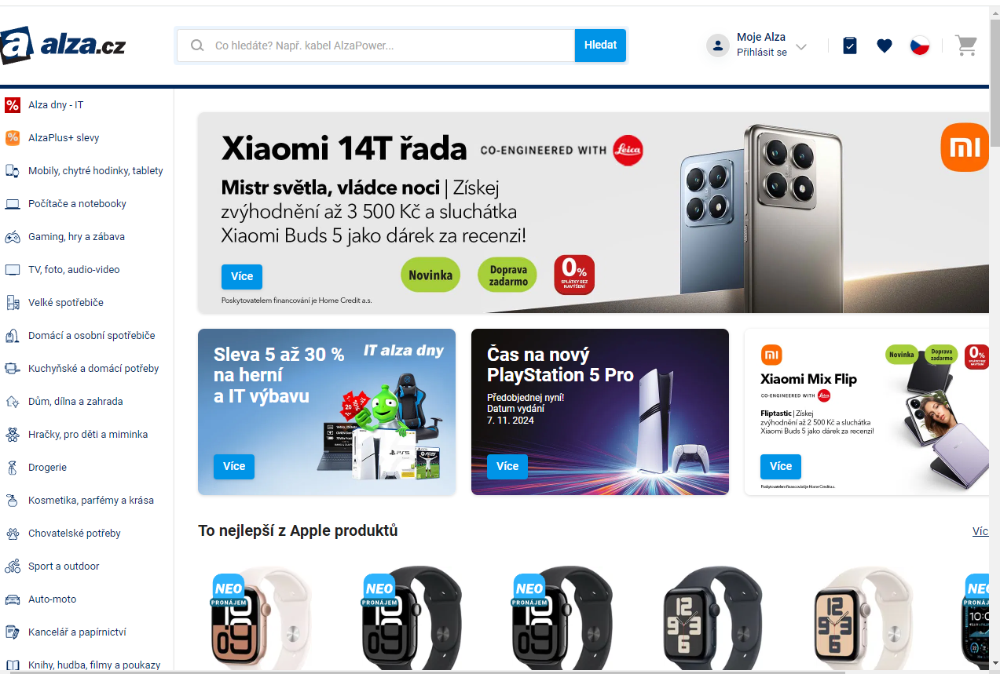 alza.cz
Co hledáte? Např. kabel AlzaPower...
Hledat
Moje Alza
Přihlásit se
Alza dny - IT
AlzaPlus+ slevy
Mobily, chytré hodinky, tablety
Počítače a notebooky
Gaming, hry a zábava
TV, foto, audio-video
Velké spotřebiče
Domácí a osobní spotřebiče
Kuchyňské a domácí potřeby
Dům, dílna a zahrada
Hračky, pro děti a miminka
Drogerie
Kosmetika, parfémy a krása
Chovatelské potřeby
Sport a outdoor
Auto-moto
Kancelář a papírnictví
Knihy, hudba, filmy a poukazy
Xiaomi 14T řada
CO-ENGINEERED WITH Leica
Mistr světla, vládce noci | Získej
zvýhodnění až 3 500 Kč a sluchátka
Xiaomi Buds 5 jako dárek za recenzi!
Více
Novinka
Doprava
zadarmo
0%
SPLÁTKY BEZ
NAVÝŠENÍ
Poskytovatelem financování je Home Credit a.s.
mi
Sleva 5 až 30 %
na herní
a IT výbavu
IT alza dny
Více
Čas na nový
PlayStation 5 Pro
Předobjednej nyní!
Datum vydání
7. 11. 2024
Více
mi
Novinka
Doprava
zadarmo
0%
Xiaomi Mix Flip
CO-ENGINEERED WITH
Fliptastic | Získej
zvýhodnění až 2 500 Kč a sluchátka
Xiaomi Buds 5 jako dárek za recenzi!
Více
Poskytovatelem financování je Home Credit a.s.
To nejlepší z Apple produktů
Víc
NEO
PRONÁJEM
NEO
PRONÁJEM
NEO
PRONÁJEM
NE
PRONÁJ
10:0